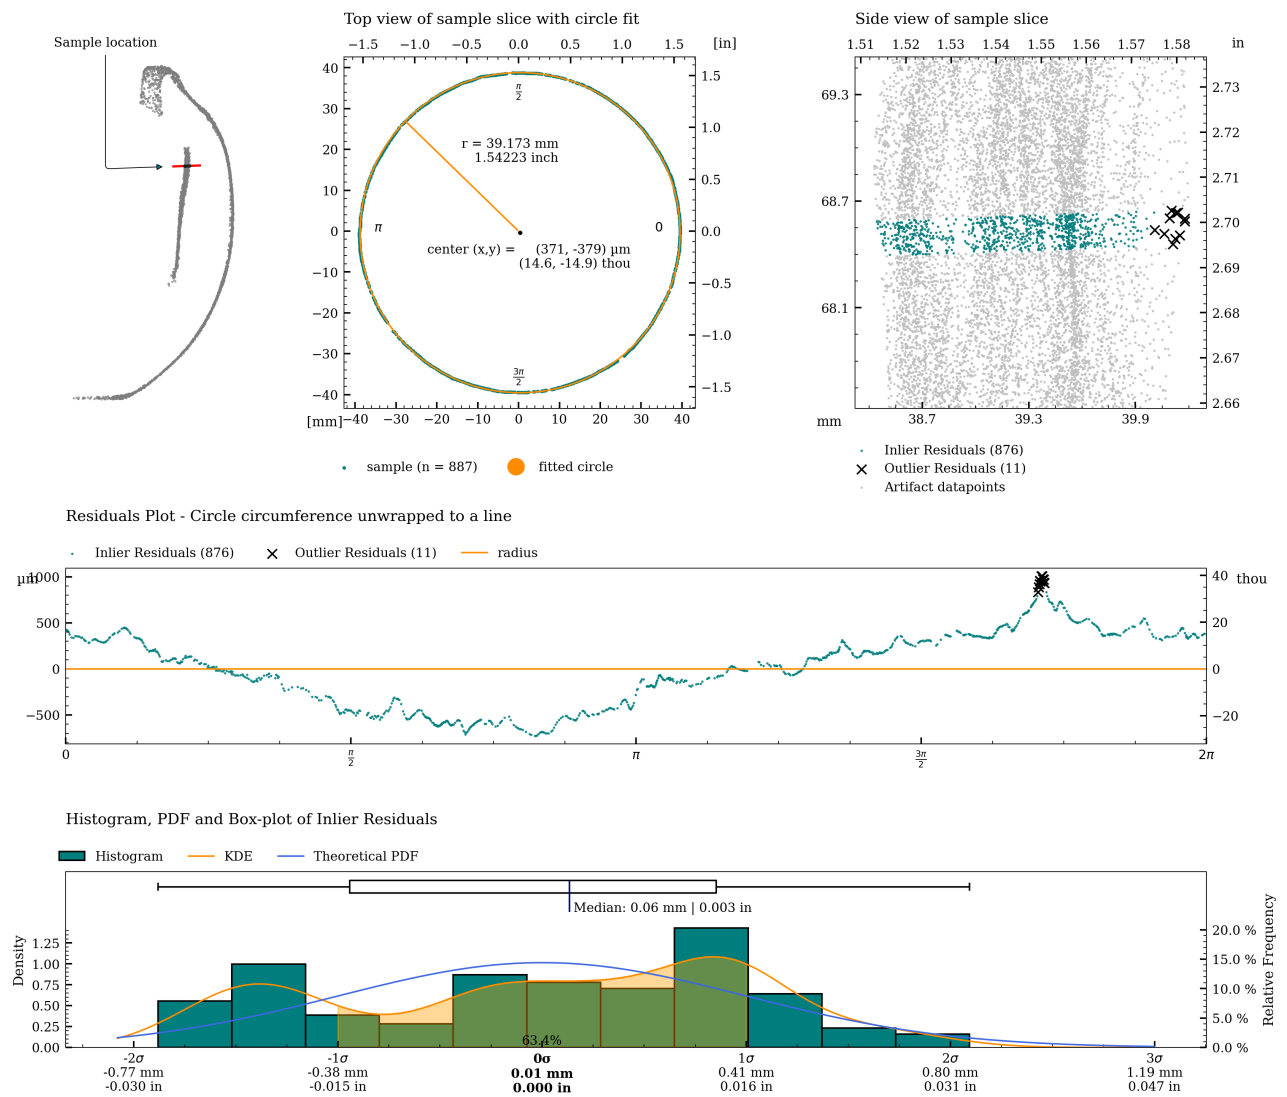 Sample location
Top view of sample slice with circle fit
−1.5 −1.0 −0.5 0.0 0.5 1.0 1.5 [in]
40
30
20
10
0
−10
−20
−30
−40
1.5
1.0
0.5
0.0
−0.5
−1.0
−1.5
π/2
r = 39.173 mm
1.54223 inch
π
0
center (x,y) = (371, -379) µm
(14.6, -14.9) thou
3π/2
[mm] −40 −30 −20 −10 0 10 20 30 40
sample (n = 887) fitted circle
Side view of sample slice
1.51 1.52 1.53 1.54 1.55 1.56 1.57 1.58 in
69.3
68.7
68.1
2.73
2.72
2.71
2.70
2.69
2.68
2.67
2.66
mm 38.7 39.3 39.9
Inlier Residuals (876)
Outlier Residuals (11)
Artifact datapoints
Residuals Plot - Circle circumference unwrapped to a line
Inlier Residuals (876) Outlier Residuals (11) radius
µm
1000
500
0
−500
40 thou
20
0
−20
0 π/2 π 3π/2 2π
Histogram, PDF and Box-plot of Inlier Residuals
Histogram KDE Theoretical PDF
Median: 0.06 mm | 0.003 in
Density
1.25
1.00
0.75
0.50
0.25
0.00
20.0 %
15.0 %
10.0 %
5.0 %
0.0 %
Relative Frequency
63.4%
-2σ -1σ 0σ 1σ 2σ 3σ
-0.77 mm -0.38 mm 0.01 mm 0.41 mm 0.80 mm 1.19 mm
-0.030 in -0.015 in 0.000 in 0.016 in 0.031 in 0.047 in